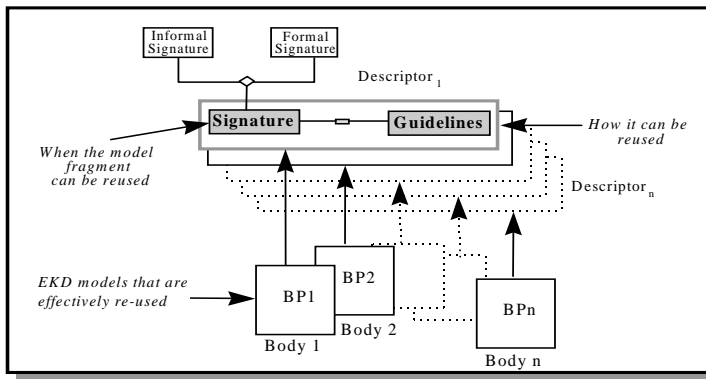 Informal
Signature
Formal
Signature
Descriptor 1
Signature
Guidelines
When the model
fragment
can be reused
How it can be
reused
Descriptor n
EKD models that are
effectively re-used
BP1
BP2
BPn
Body 1
Body 2
Body n